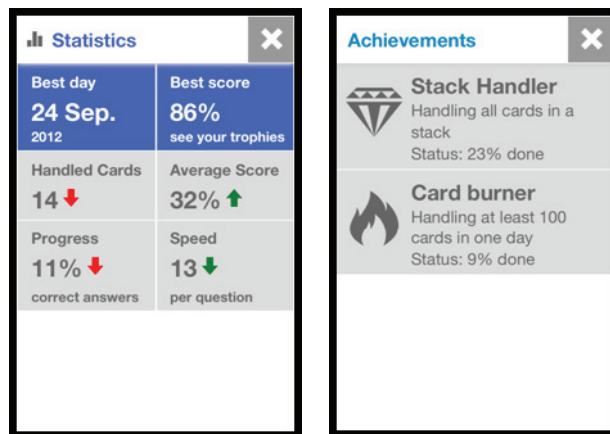 Statistics
Best day
24 Sep.
2012
Best score
86%
see your trophies
Handled Cards
14
Average Score
32%
Progress
11%
correct answers
Speed
13
per question
Achievements
Stack Handler
Handling all cards in a
stack
Status: 23% done
Card burner
Handling at least 100
cards in one day
Status: 9% done